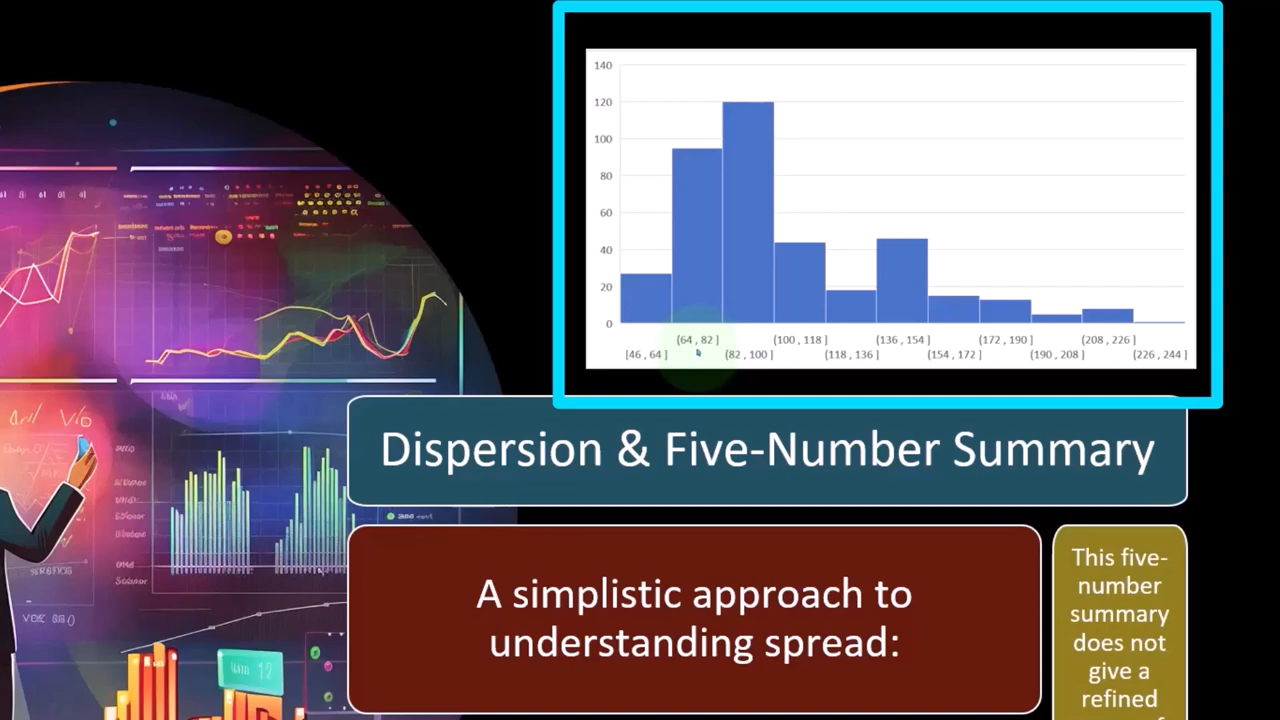 140
120
100
80
60
40
20
0
[46 , 64 ]
(64 , 82 ]
(82 , 100 ]
(100 , 118 ]
(118 , 136 ]
(136 , 154 ]
(154 , 172 ]
(172 , 190 ]
(190 , 208 ]
(208 , 226 ]
(226 , 244 ]
Dispersion & Five-Number Summary
A simplistic approach to
understanding spread:
This five-
number
summary
does not
give a
refined